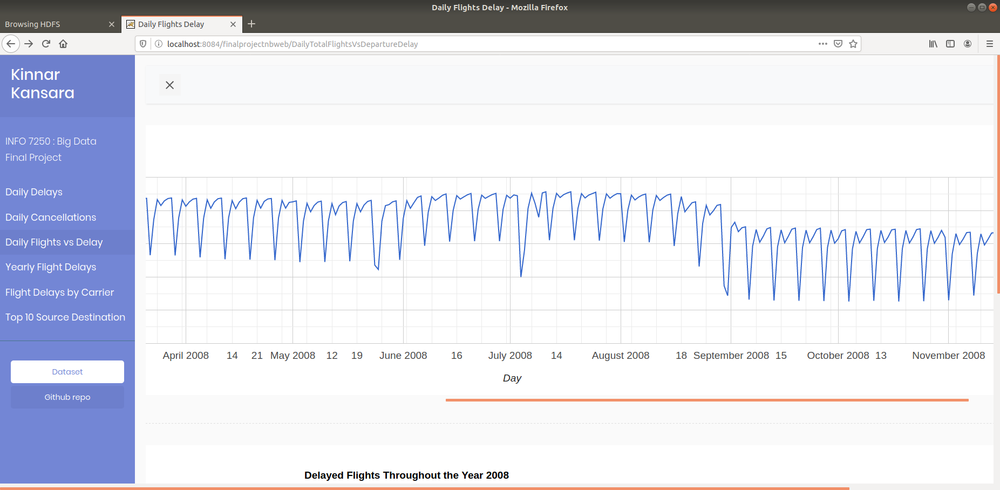 Daily Flights Delay - Mozilla Firefox
Browsing HDFS
Daily Flights Delay
localhost:8084/finalprojectnbweb/DailyTotalFlightsVsDepartureDelay
Kinnar
Kansara
INFO 7250 : Big Data
Final Project
Daily Delays
Daily Cancellations
Daily Flights vs Delay
Yearly Flight Delays
Flight Delays by Carrier
Top 10 Source Destination
Dataset
Github repo
April 2008 14 21 May 2008 12 19 June 2008 16 July 2008 14 August 2008 18 September 2008 15 October 2008 13 November 2008
Day
Delayed Flights Throughout the Year 2008